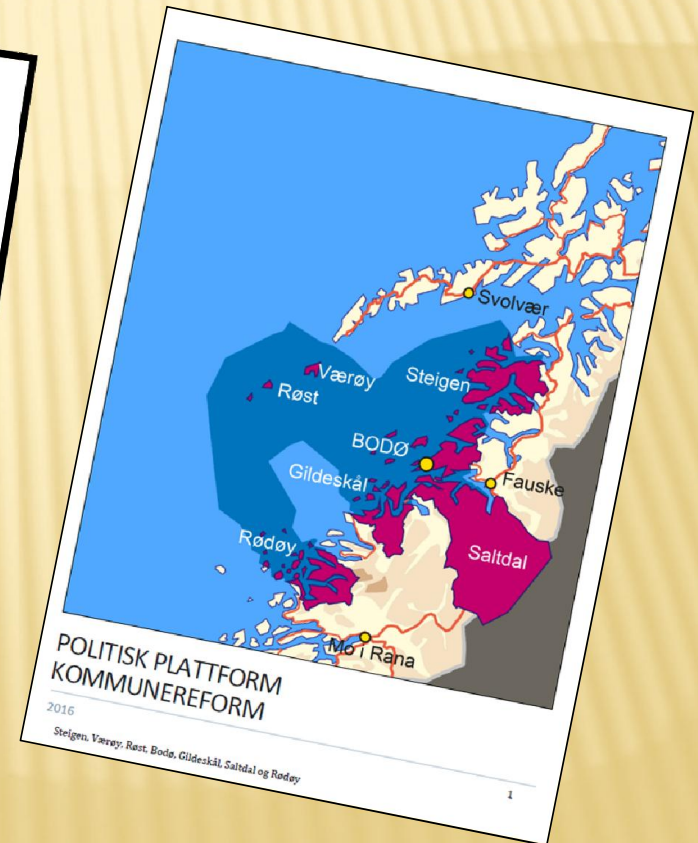 Svolvær
Værøy
Steigen
Røst
BODØ
Gildeskål
Fauske
Rødøy
Saltdal
Mo i Rana
POLITISK PLATTFORM
KOMMUNEREFORM
2016
Steigen, Værøy, Røst, Bodø, Gildeskål, Saltdal og Rødøy
1